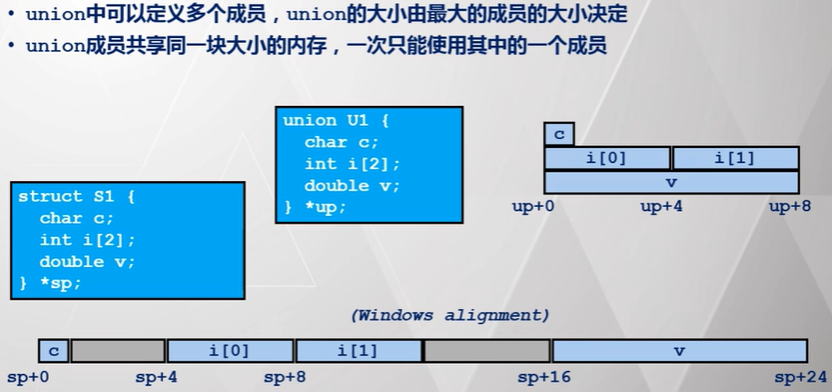 • union中可以定义多个成员，union的大小由最大的成员的大小决定
• union成员共享同一块大小的内存，一次只能使用其中的一个成员
union U1 {
char c;
int i[2];
double v;
} *up;
c
i[0] i[1]
v
up+0 up+4 up+8
struct S1 {
char c;
int i[2];
double v;
} *sp;
(Windows alignment)
c i[0] i[1] v
sp+0 sp+4 sp+8 sp+16 sp+24